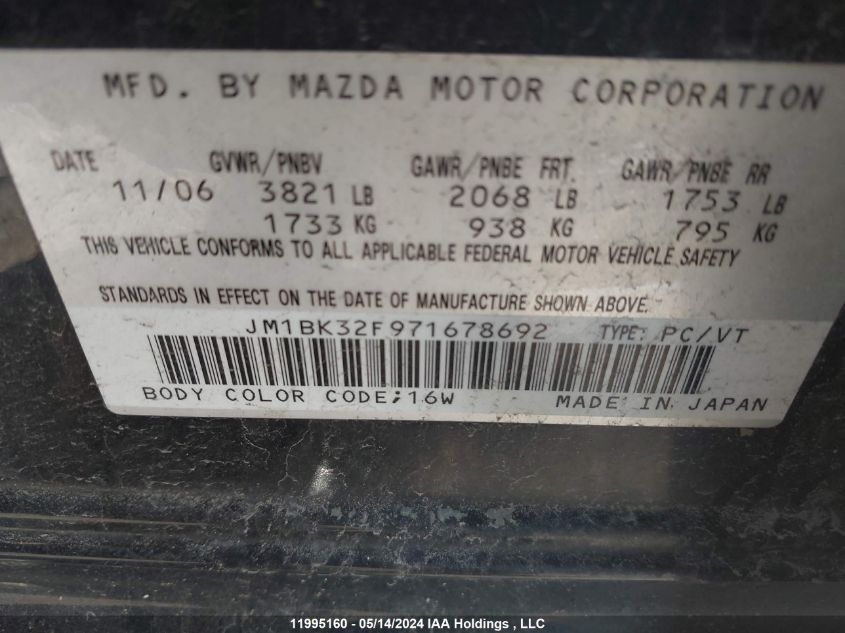 MFD. BY MAZDA MOTOR CORPORATION
DATE GVWR/PNBV GAWR/PNBE FRT. GAWR/PNBE RR
11/06 3821 LB 2068 LB 1753 LB
1733 KG 938 KG 795 KG
THIS VEHICLE CONFORMS TO ALL APPLICABLE FEDERAL MOTOR VEHICLE SAFETY
STANDARDS IN EFFECT ON THE DATE OF MANUFACTURE SHOWN ABOVE.
JM1BK32F971678692 TYPE: PC/VT
BODY COLOR CODE:16W MADE IN JAPAN
11995160 - 05/14/2024 IAA Holdings , LLC